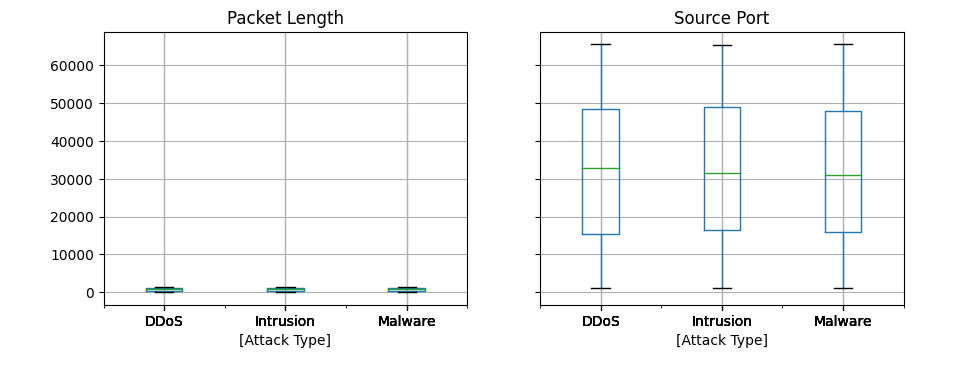 Packet Length
Source Port
60000
50000
40000
30000
20000
10000
0
DDoS
Intrusion
Malware
[Attack Type]
DDoS
Intrusion
Malware
[Attack Type]